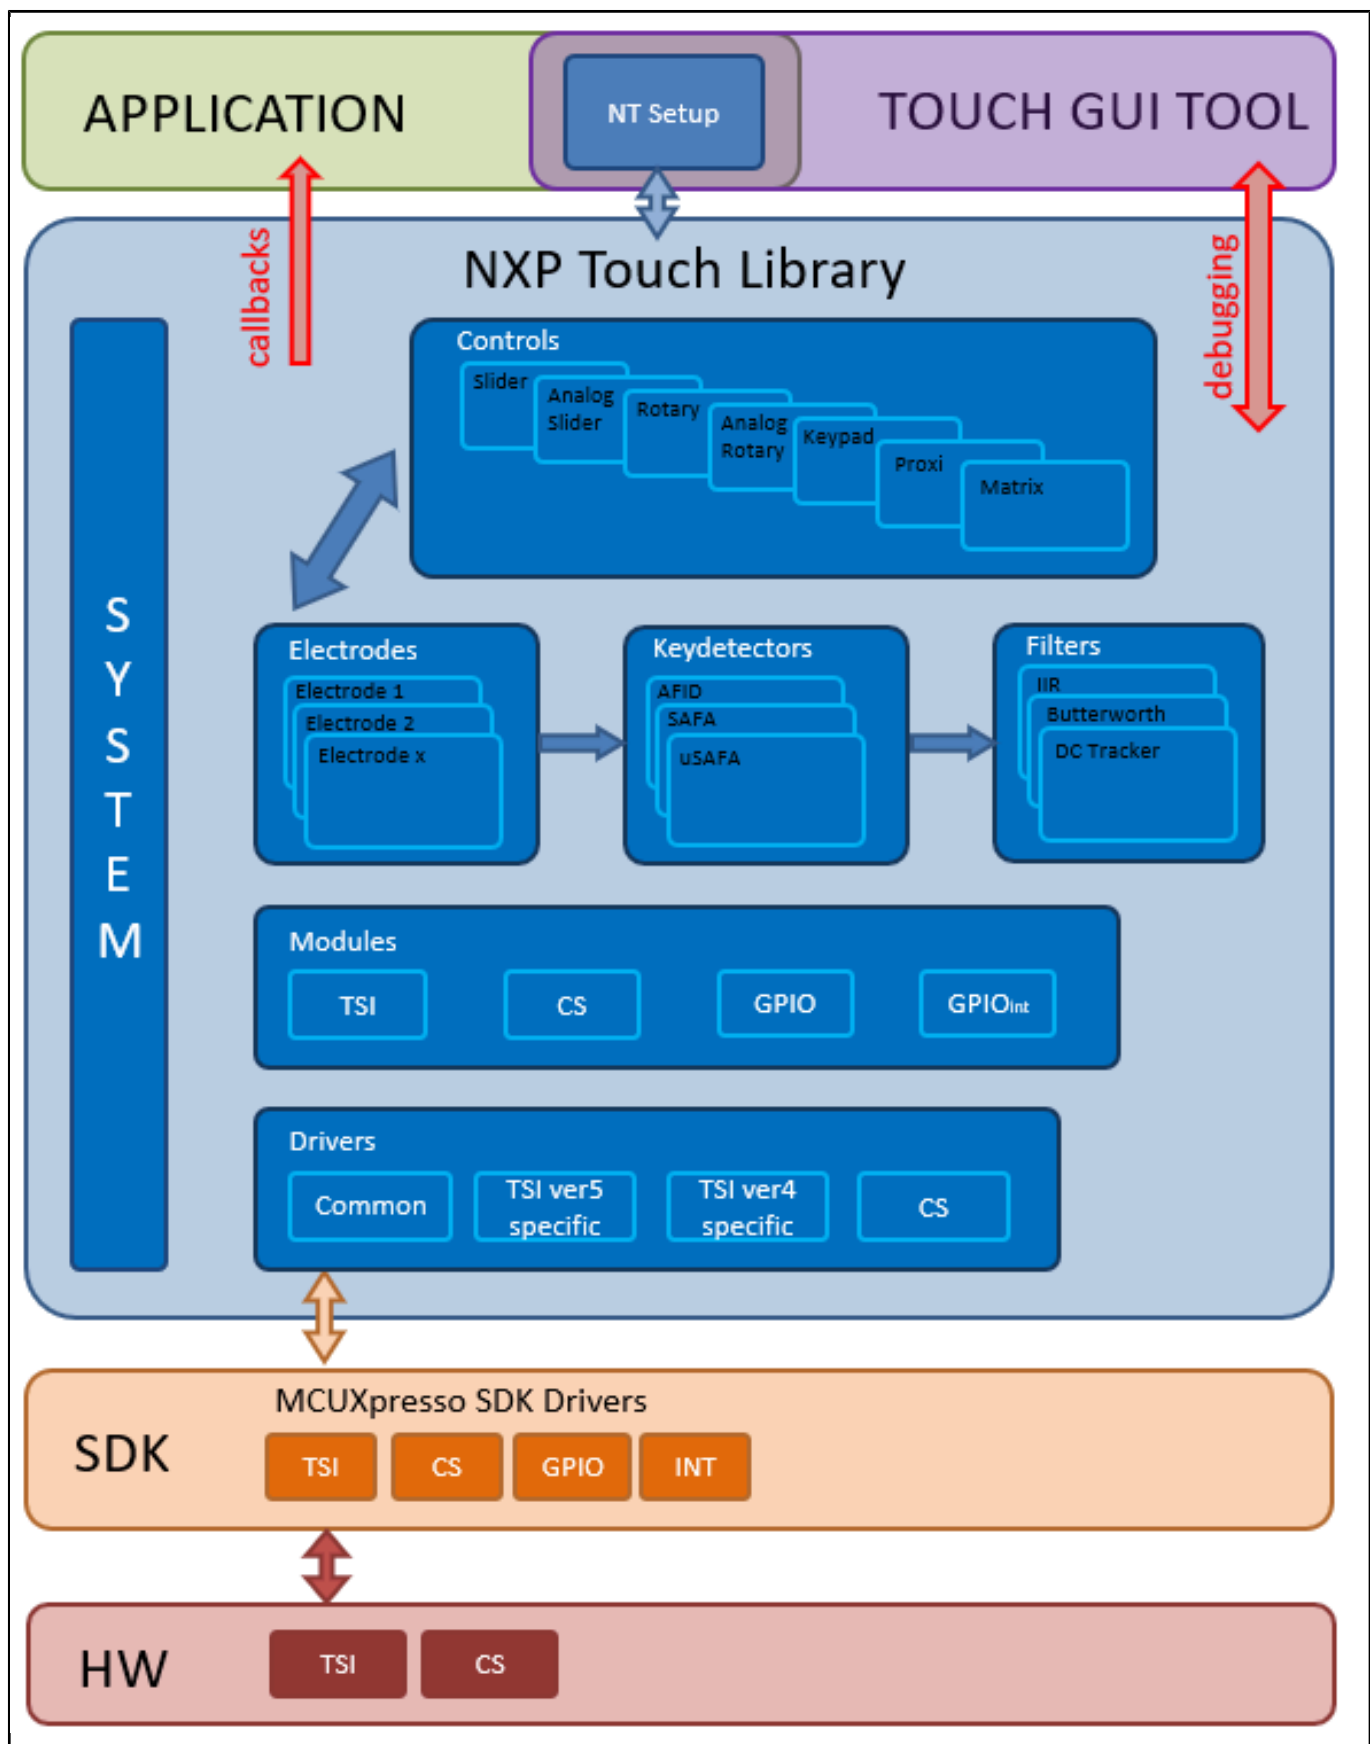 APPLICATION
NT Setup
TOUCH GUI TOOL
callbacks
debugging
NXP Touch Library
SYSTEM
Controls
Slider
Analog
Slider
Rotary
Analog
Rotary
Keypad
Proxi
Matrix
Electrodes
Electrode 1
Electrode 2
Electrode x
Keydetectors
AFID
SAFA
uSAFA
Filters
IIR
Butterworth
DC Tracker
Modules
TSI
CS
GPIO
GPIOint
Drivers
Common
TSI ver5
specific
TSI ver4
specific
CS
SDK
MCUXpresso SDK Drivers
TSI
CS
GPIO
INT
HW
TSI
CS